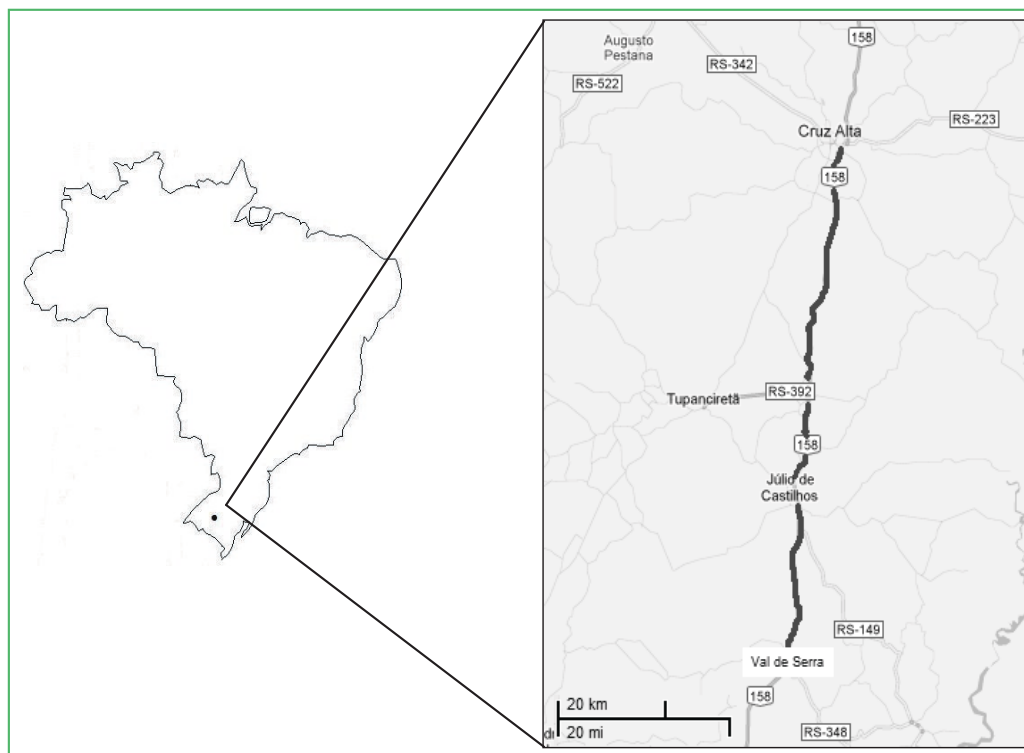 158
Augusto
Pestana
RS-342
RS-522
RS-223
Cruz Alta
158
RS-392
Tupanciretã
158
Júlio de
Castilhos
RS-149
Val de Serra
158
20 km
20 mi
RS-348